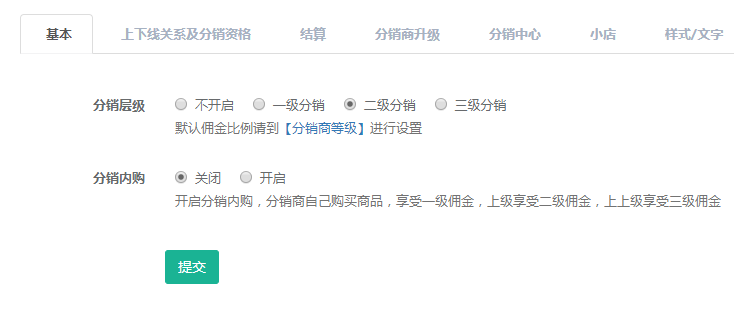 基本 上下线关系及分销资格 结算 分销商升级 分销中心 小店 样式/文字
分销层级 不开启 一级分销 二级分销 三级分销
默认佣金比例请到【分销商等级】进行设置
分销内购 关闭 开启
开启分销内购，分销商自己购买商品，享受一级佣金，上级享受二级佣金，上上级享受三级佣金
提交